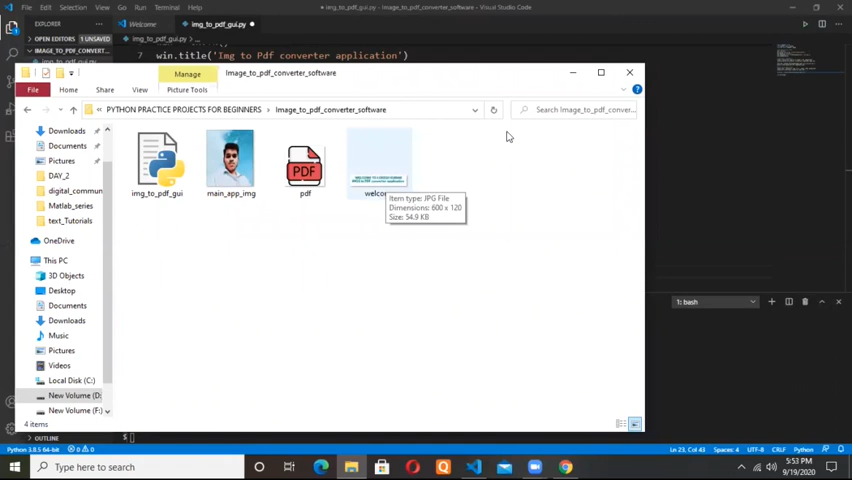 File Edit Selection View Go Run Terminal Help
img_to_pdf_gui.py - Image_to_pdf_converter_software - Visual Studio Code
EXPLORER
Welcome
img_to_pdf_gui.py
OPEN EDITORS 1 UNSAVED
img_to_pdf_gui.py > ...
IMAGE_TO_PDF_CONVERT...
7 win.title('Img to Pdf converter application')
Manage
Image_to_pdf_converter_software
File Home Share View Picture Tools
« PYTHON PRACTICE PROJECTS FOR BEGINNERS > Image_to_pdf_converter_software
Search Image_to_pdf_conver...
Downloads
Documents
Pictures
DAY_2
digital_commun
Matlab_series
text_Tutorials
OneDrive
This PC
3D Objects
Desktop
Documents
Downloads
Music
Pictures
Videos
Local Disk (C:)
New Volume (D:
New Volume (F:)
PDF
img_to_pdf_gui
main_app_img
pdf
Item type: JPG File
Dimensions: 600 x 120
Size: 54.9 KB
4 items
1: bash
OUTLINE
$
Python 3.8.5 64-bit 0 0
Ln 23, Col 43 Spaces: 4 UTF-8 CRLF Python
Type here to search
5:53 PM
9/19/2020